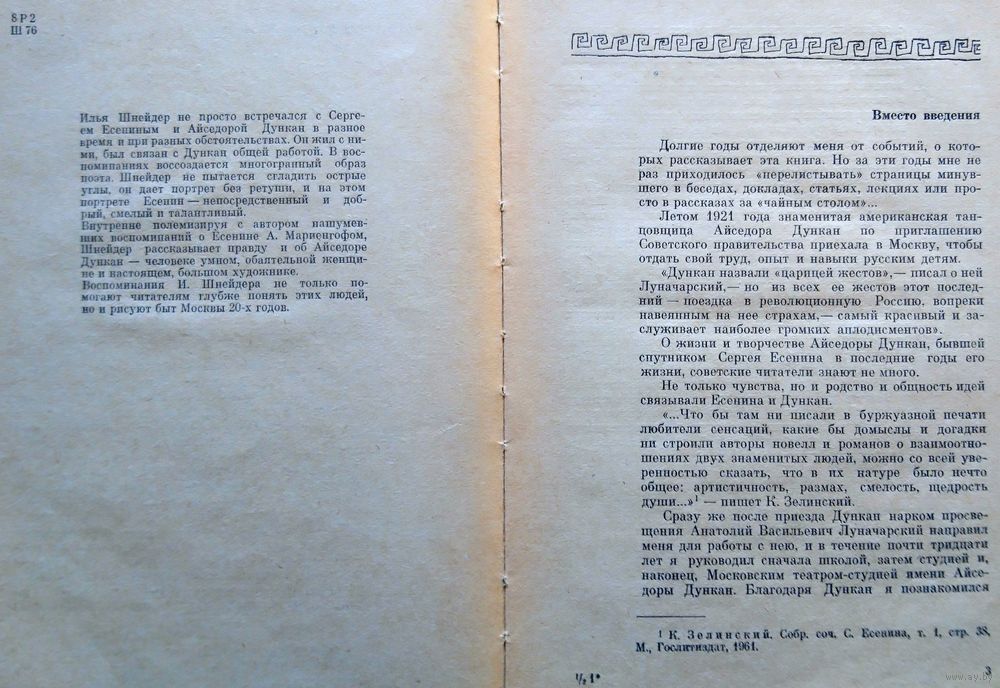 8Р2
Ш 76
Илья Шнейдер не просто встречался с Серге-
ем Есениным и Айседорой Дункан в разное
время и при разных обстоятельствах. Он жил с ни-
ми, был связан с Дункан общей работой. В вос-
поминаниях воссоздается многогранный образ
поэта. Шнейдер не пытается сгладить острые
углы, он дает портрет без ретуши, и на этом
портрете Есенин — непосредственный и доб-
рый, смелый и талантливый.
Внутренне полемизируя с автором нашумев-
ших воспоминаний о Есенине А. Мариенгофом,
Шнейдер рассказывает правду и об Айседоре
Дункан — человеке умном, обаятельной женщи-
не и настоящем, большом художнике.
Воспоминания И. Шнейдера не только по-
могают читателям глубже понять этих людей,
но и рисуют быт Москвы 20-х годов.
Вместо введения
Долгие годы отделяют меня от событий, о кото-
рых рассказывает эта книга. Но за эти годы мне не
раз приходилось «перелистывать» страницы минув-
шего в беседах, докладах, статьях, лекциях или про-
сто в рассказах за «чайным столом»...
Летом 1921 года знаменитая американская тан-
цовщица Айседора Дункан по приглашению
Советского правительства приехала в Москву, чтобы
отдать свой труд, опыт и навыки русским детям.
«Дункан назвали «царицей жестов»,— писал о ней
Луначарский,— но из всех ее жестов этот послед-
ний — поездка в революционную Россию, вопреки
навеянным на нее страхам,— самый красивый и за-
служивает наиболее громких аплодисментов».
О жизни и творчестве Айседоры Дункан, бывшей
спутником Сергея Есенина в последние годы его
жизни, советские читатели знают не много.
Не только чувства, но и родство и общность идей
связывали Есенина и Дункан.
«...Что бы там ни писали в буржуазной печати
любители сенсаций, какие бы домыслы и догадки
ни строили авторы новелл и романов о взаимоотно-
шениях двух знаменитых людей, можно со всей уве-
ренностью сказать, что в их натуре было нечто
общее: артистичность, размах, смелость, щедрость
души...»¹ — пишет К. Зелинский.
Сразу же после приезда Дункан нарком просве-
щения Анатолий Васильевич Луначарский направил
меня для работы с нею, и в течение почти тридцати
лет я руководил сначала школой, затем студией и,
наконец, Московским театром-студией имени Айсе-
доры Дункан. Благодаря Дункан я познакомился
¹ К. Зелинский. Собр. соч. С. Есенина, т. 1, стр. 38,
М., Гослитиздат, 1961.
1/2 1*
3
www.ay.by